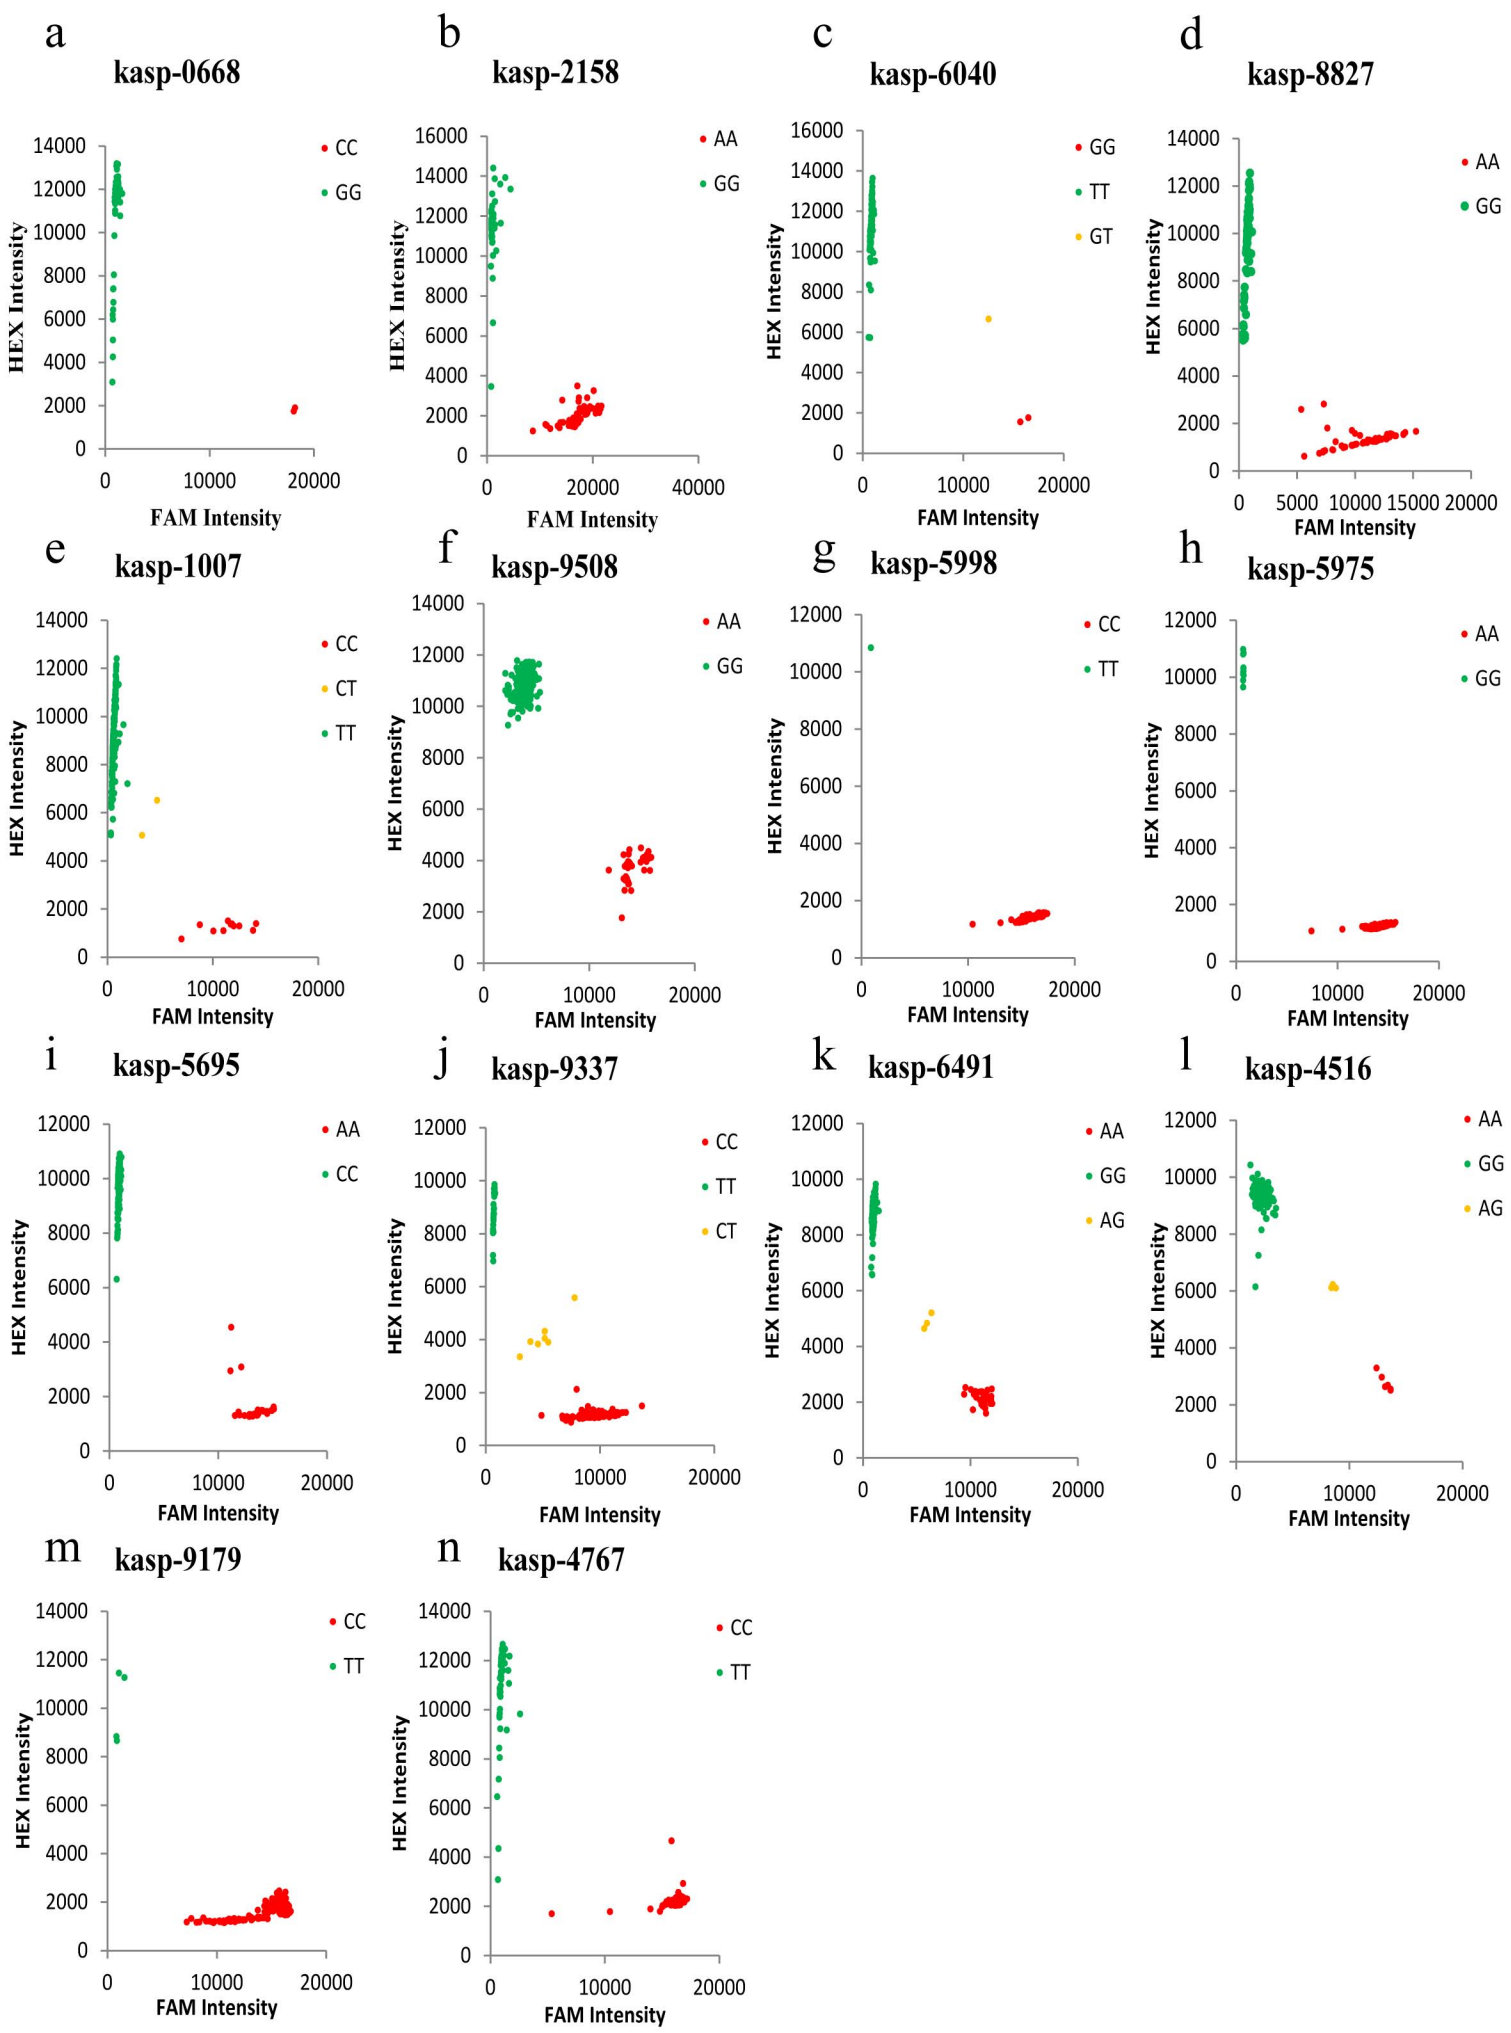 a
kasp-0668
14000
12000
10000
8000
6000
4000
2000
0
0 10000 20000
HEX Intensity
FAM Intensity
CC
GG
b
kasp-2158
16000
14000
12000
10000
8000
6000
4000
2000
0
0 20000 40000
HEX Intensity
FAM Intensity
AA
GG
c
kasp-6040
16000
14000
12000
10000
8000
6000
4000
2000
0
0 10000 20000
HEX Intensity
FAM Intensity
GG
TT
GT
d
kasp-8827
14000
12000
10000
8000
6000
4000
2000
0
0 5000 10000 15000 20000
HEX Intensity
FAM Intensity
AA
GG
e
kasp-1007
14000
12000
10000
8000
6000
4000
2000
0
0 10000 20000
HEX Intensity
FAM Intensity
CC
CT
TT
f
kasp-9508
14000
12000
10000
8000
6000
4000
2000
0
0 10000 20000
HEX Intensity
FAM Intensity
AA
GG
g
kasp-5998
12000
10000
8000
6000
4000
2000
0
0 10000 20000
HEX Intensity
FAM Intensity
CC
TT
h
kasp-5975
12000
10000
8000
6000
4000
2000
0
0 10000 20000
HEX Intensity
FAM Intensity
AA
GG
i
kasp-5695
12000
10000
8000
6000
4000
2000
0
0 10000 20000
HEX Intensity
FAM Intensity
AA
CC
j
kasp-9337
12000
10000
8000
6000
4000
2000
0
0 10000 20000
HEX Intensity
FAM Intensity
CC
TT
CT
k
kasp-6491
12000
10000
8000
6000
4000
2000
0
0 10000 20000
HEX Intensity
FAM Intensity
AA
GG
AG
l
kasp-4516
12000
10000
8000
6000
4000
2000
0
0 10000 20000
HEX Intensity
FAM Intensity
AA
GG
AG
m
kasp-9179
14000
12000
10000
8000
6000
4000
2000
0
0 10000 20000
HEX Intensity
FAM Intensity
CC
TT
n
kasp-4767
14000
12000
10000
8000
6000
4000
2000
0
0 10000 20000
HEX Intensity
FAM Intensity
CC
TT